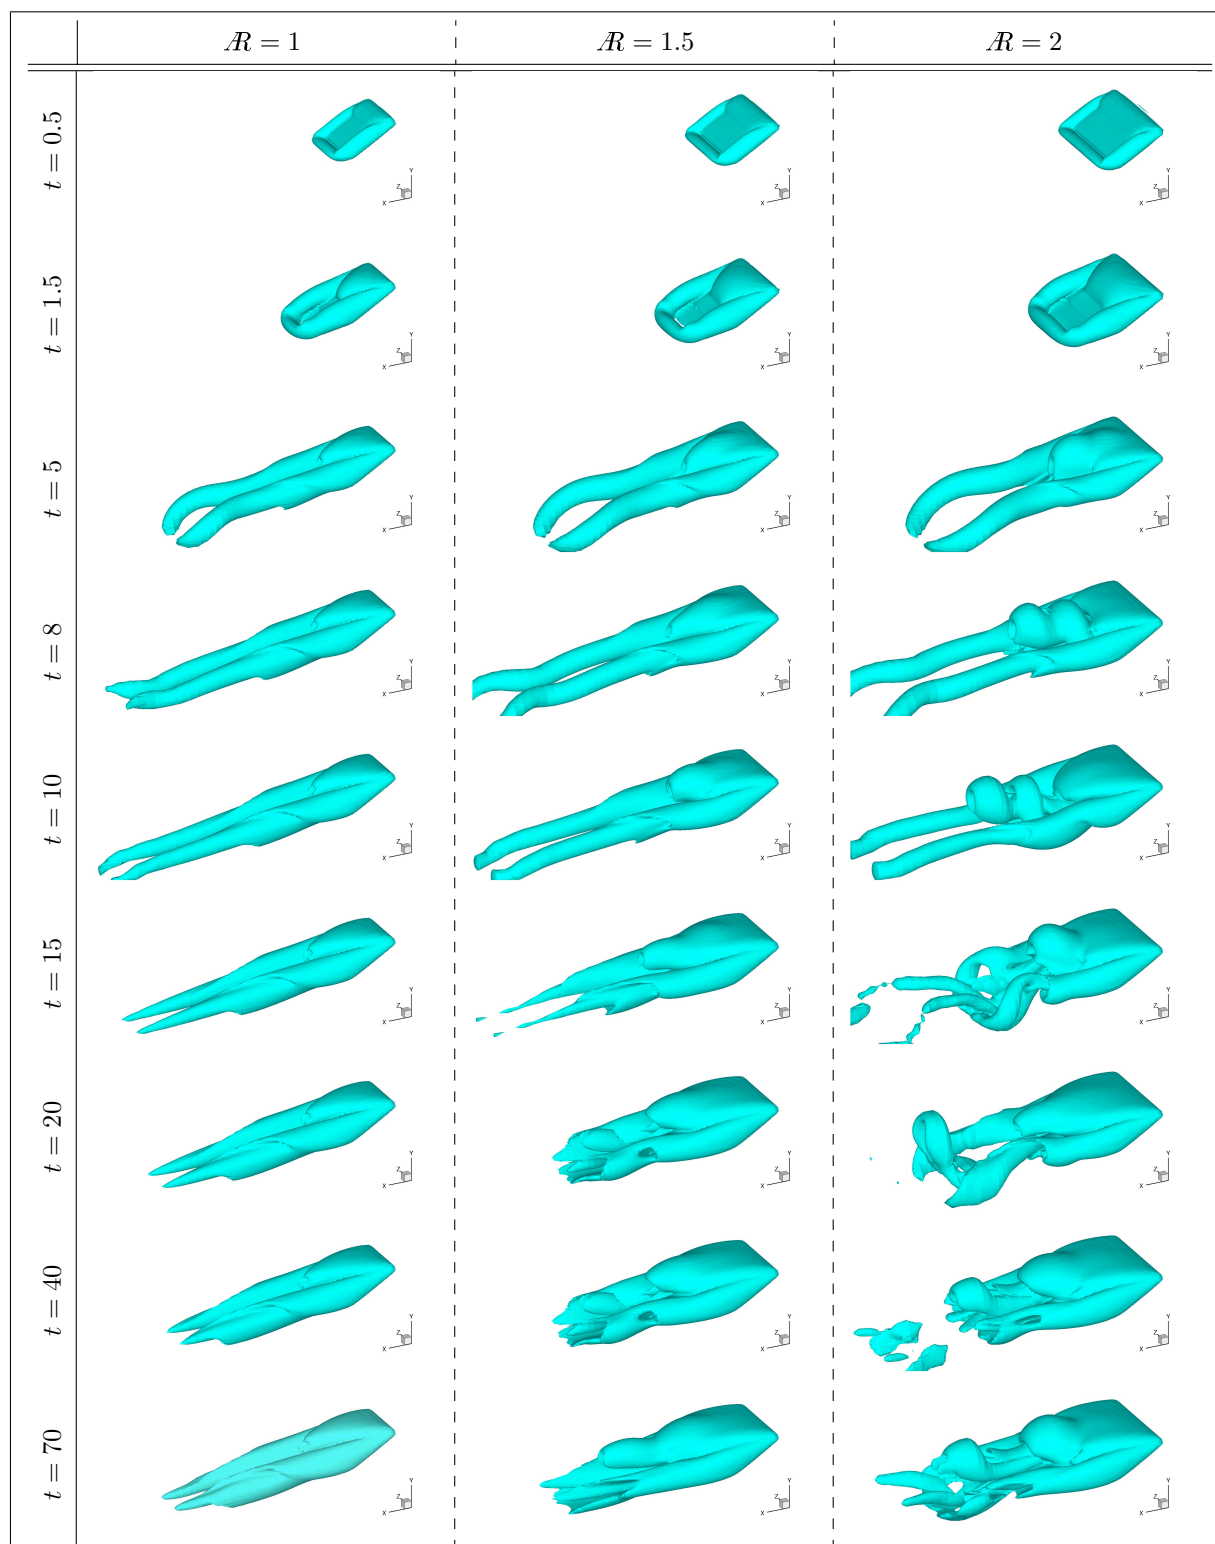 Æ = 1 Æ = 1.5 Æ = 2
t = 0.5
X Z Y X Z Y X Z Y
t = 1.5
X Z Y X Z Y X Z Y
t = 5
X Z Y X Z Y X Z Y
t = 8
X Z Y X Z Y X Z Y
t = 10
X Z Y X Z Y X Z Y
t = 15
X Z Y X Z Y X Z Y
t = 20
X Z Y X Z Y X Z Y
t = 40
X Z Y X Z Y X Z Y
t = 70
X Z Y X Z Y X Z Y